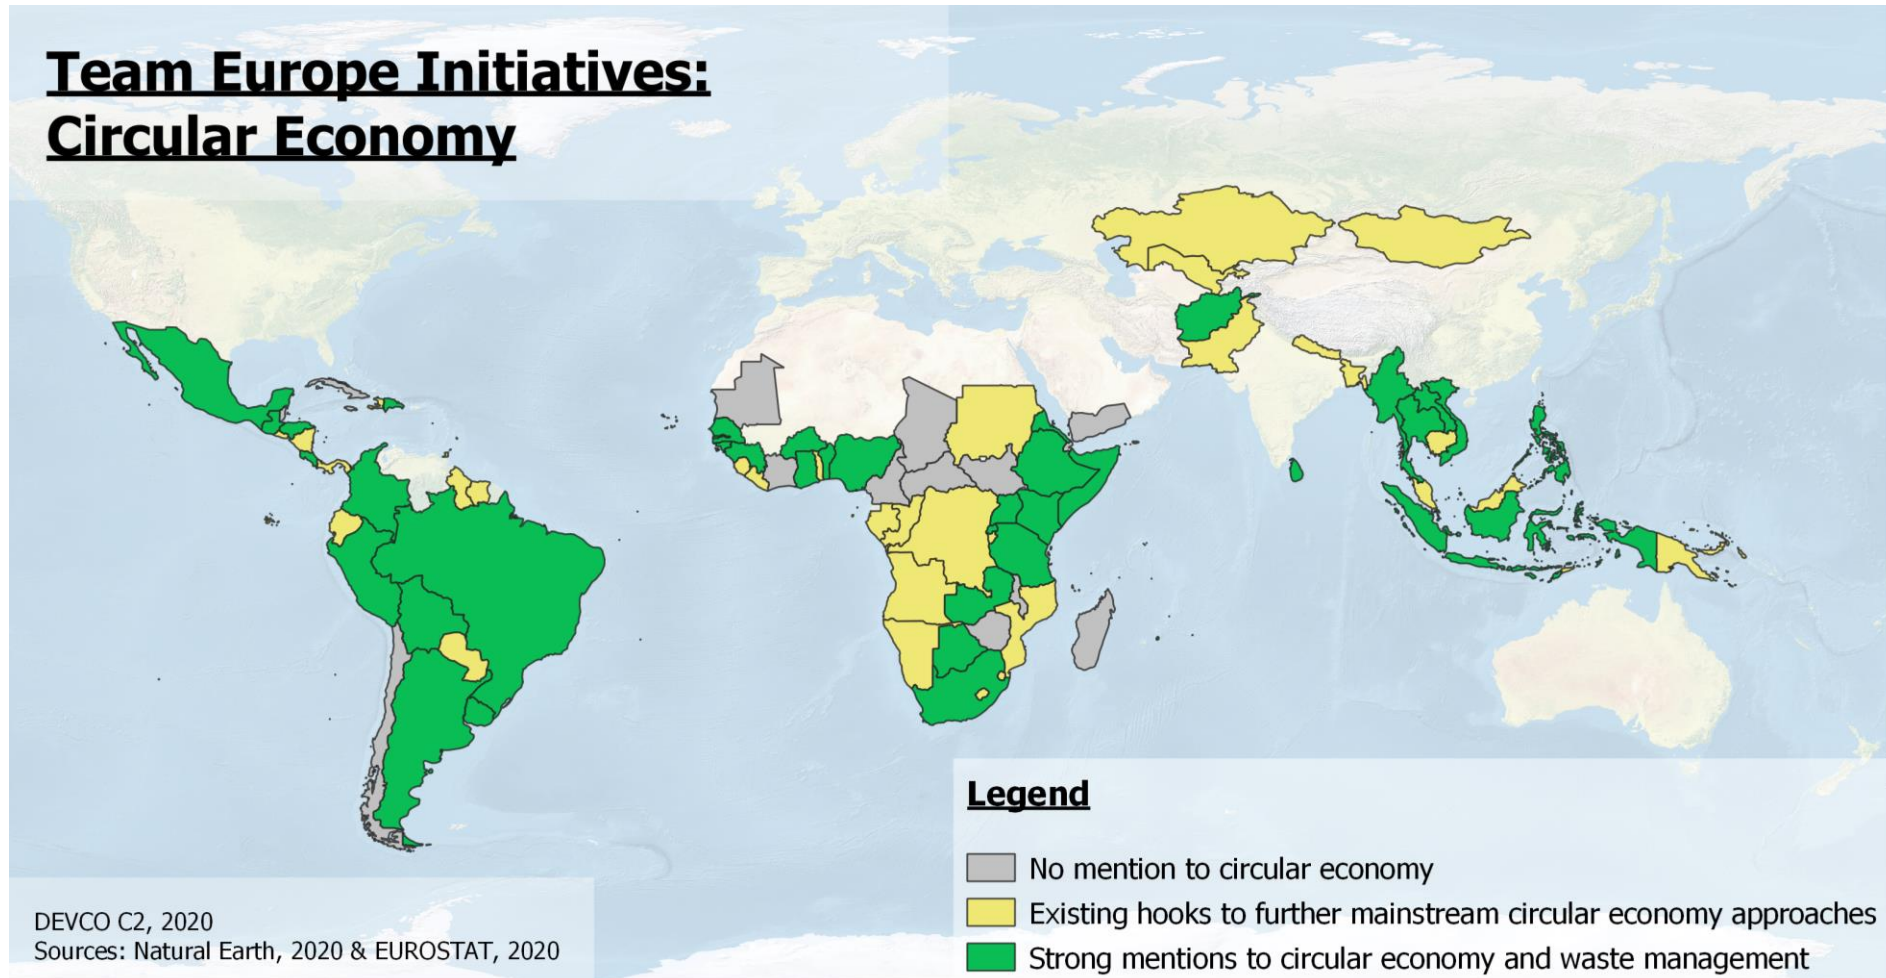 Team Europe Initiatives:
Circular Economy
Legend
No mention to circular economy
Existing hooks to further mainstream circular economy approaches
Strong mentions to circular economy and waste management
DEVCO C2, 2020
Sources: Natural Earth, 2020 & EUROSTAT, 2020